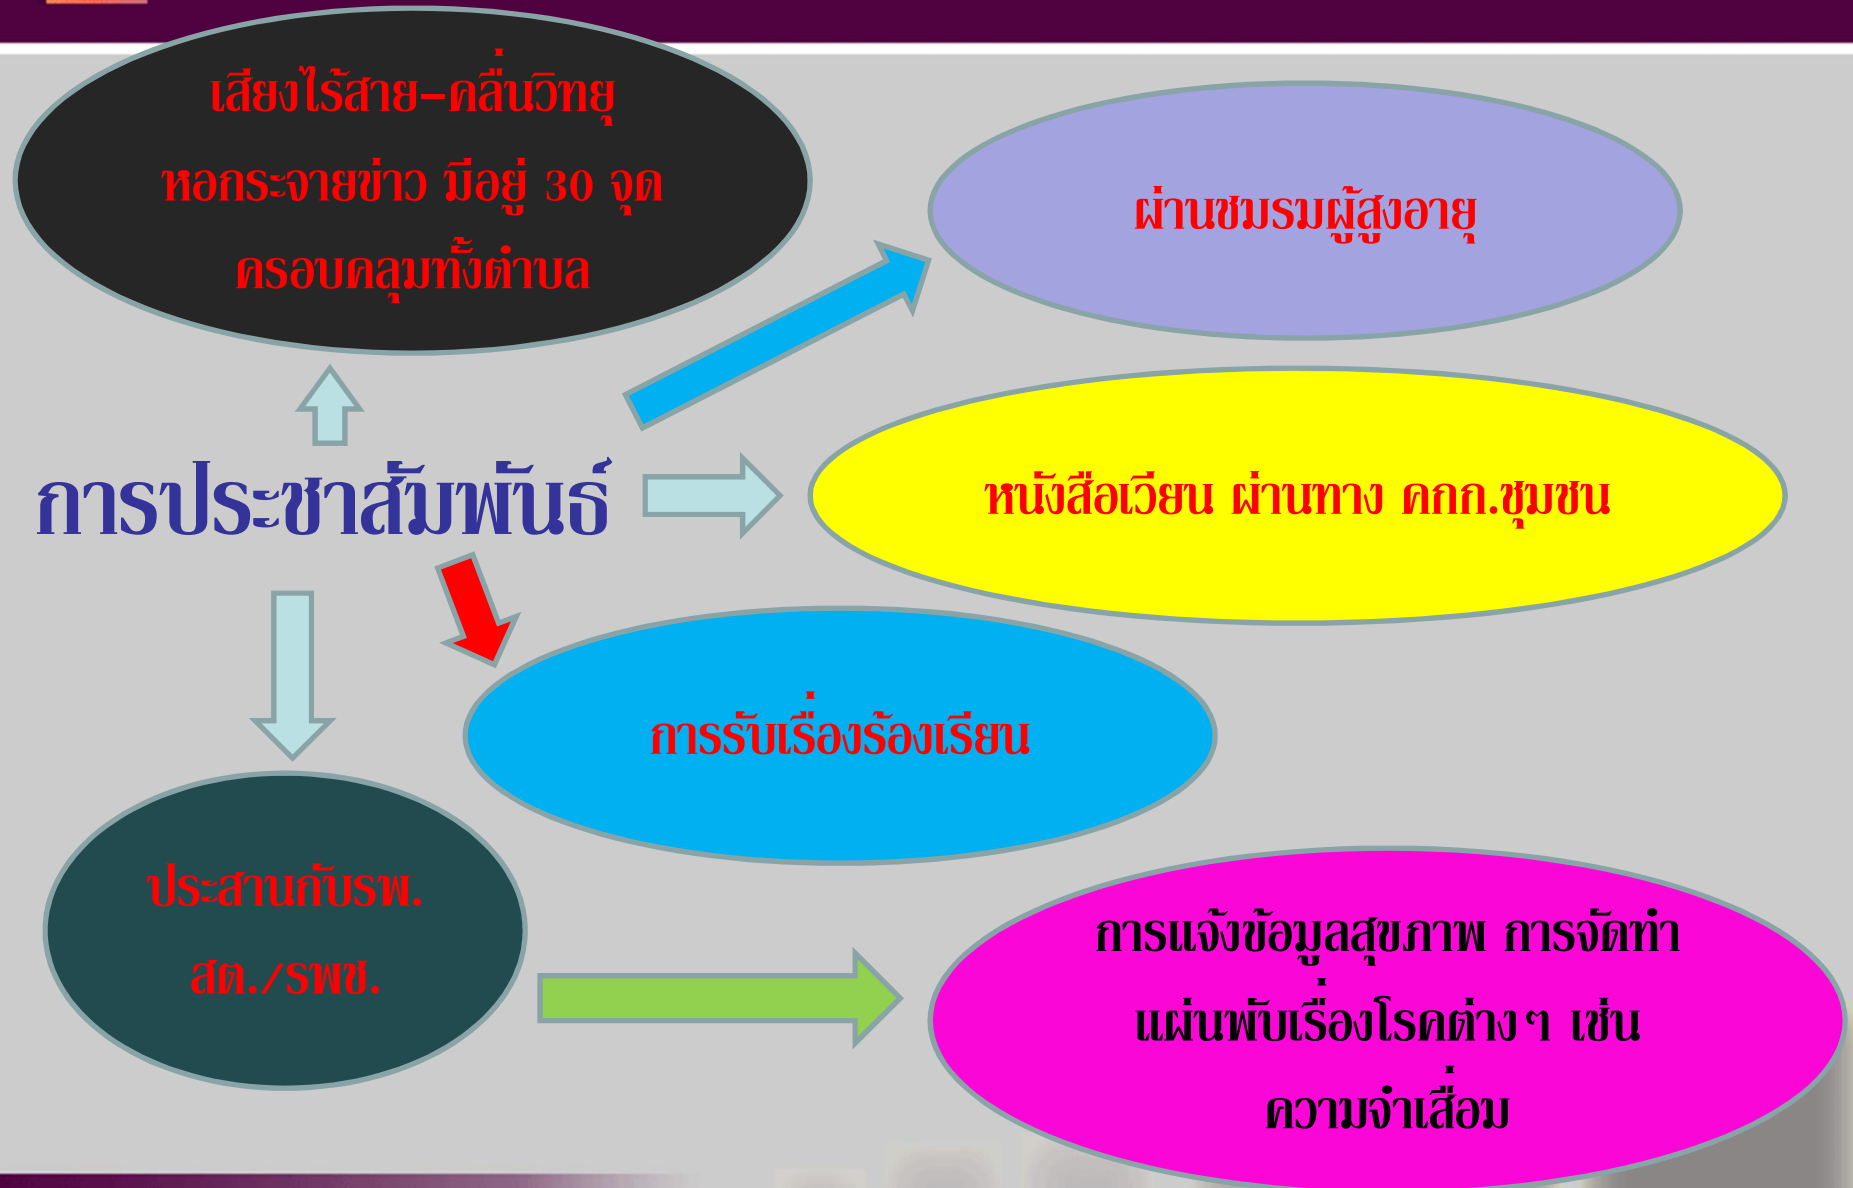 เสียงไร้สาย-คลื่นวิทยุ
หอกระจายข่าว มีอยู่ 30 จุด
ครอบคลุมทั้งตำบล
ผ่านชมรมผู้สูงอายุ
การประชาสัมพันธ์
หนังสือเวียน ผ่านทาง คกก.ชุมชน
การรับเรื่องร้องเรียน
ประสานกับรพ.
สต./รพช.
การแจ้งข้อมูลสุขภาพ การจัดทำ
แผ่นพับเรื่องโรคต่างๆ เช่น
ความจำเสื่อม